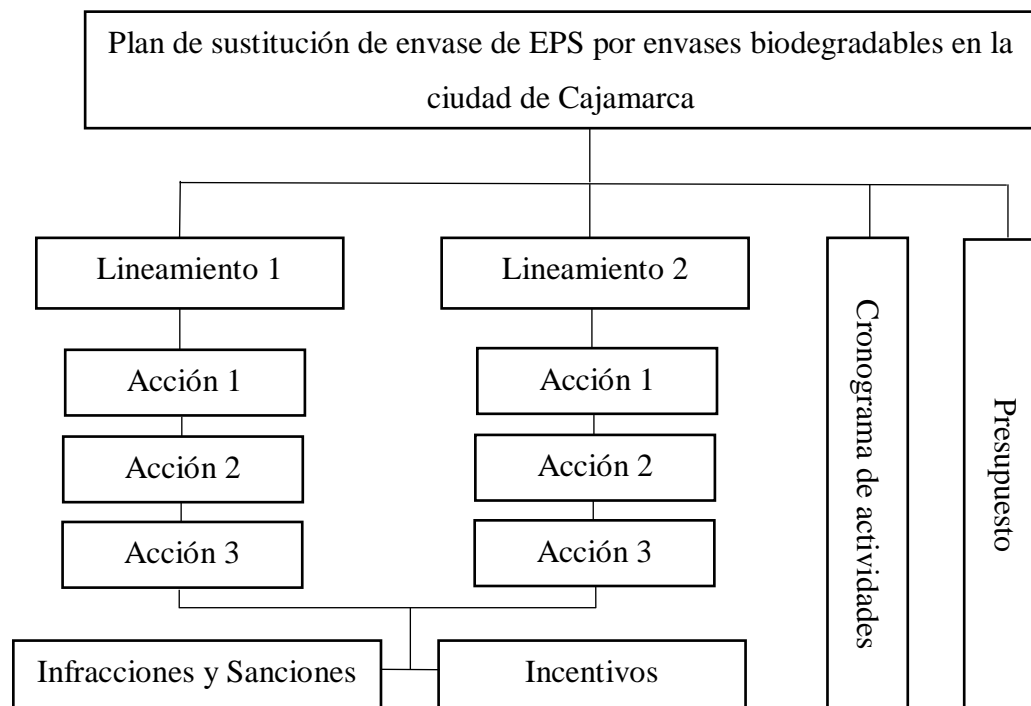 Plan de sustitución de envase de EPS por envases biodegradables en la
ciudad de Cajamarca
Lineamiento 1
Acción 1
Acción 2
Acción 3
Lineamiento 2
Acción 1
Acción 2
Acción 3
Infracciones y Sanciones
Incentivos
Cronograma de actividades
Presupuesto